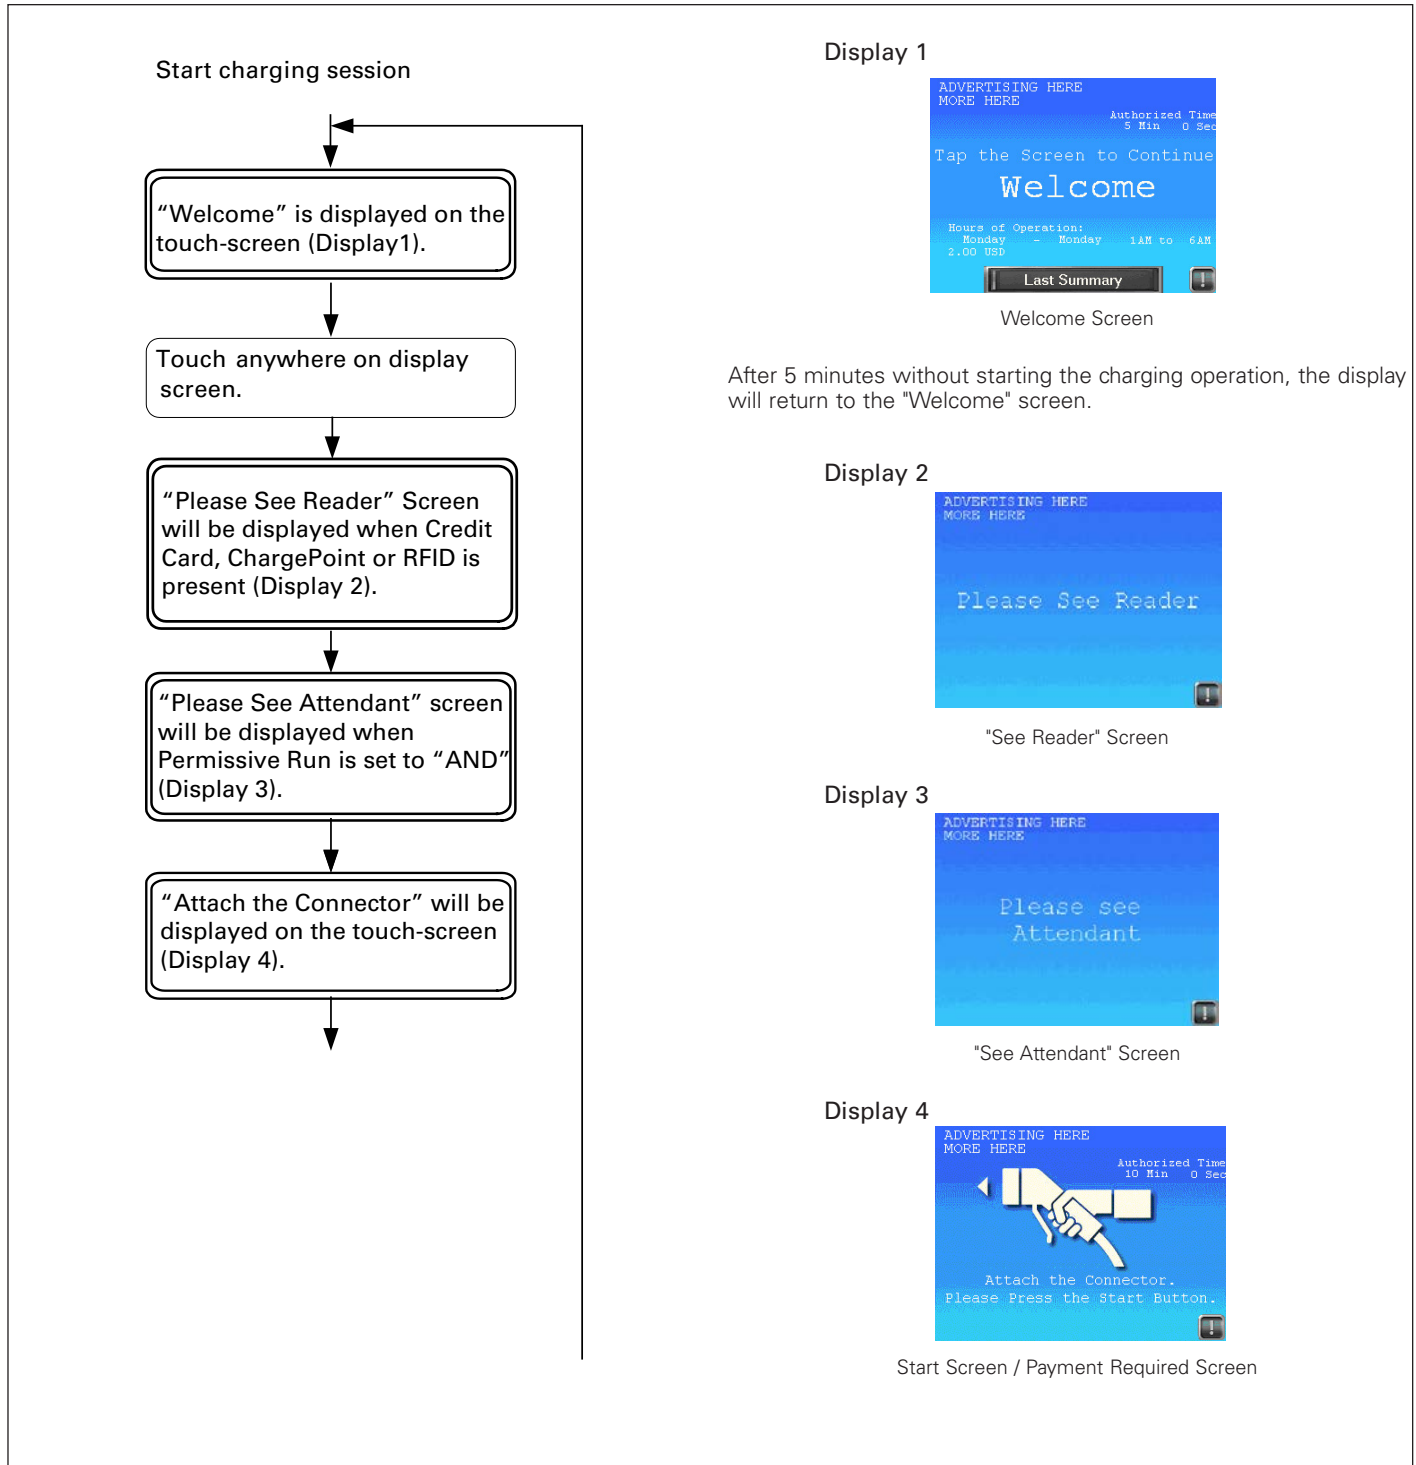 Start charging session
“Welcome” is displayed on the
touch-screen (Display1).
Touch anywhere on display
screen.
“Please See Reader” Screen
will be displayed when Credit
Card, ChargePoint or RFID is
present (Display 2).
“Please See Attendant” screen
will be displayed when
Permissive Run is set to “AND”
(Display 3).
“Attach the Connector” will be
displayed on the touch-screen
(Display 4).
Display 1
ADVERTISING HERE
MORE HERE
Authorized Time
5 Min 0 Sec
Tap the Screen to Continue
Welcome
Hours of Operation:
Monday - Monday 1AM to 6AM
2.00 USD
Last Summary
!
Welcome Screen
After 5 minutes without starting the charging operation, the display
will return to the "Welcome" screen.
Display 2
ADVERTISING HERE
MORE HERE
Please See Reader
!
"See Reader" Screen
Display 3
ADVERTISING HERE
MORE HERE
Please see
Attendant
!
"See Attendant" Screen
Display 4
ADVERTISING HERE
MORE HERE
Authorized Time
10 Min 0 Sec
Attach the Connector.
Please Press the Start Button.
!
Start Screen / Payment Required Screen